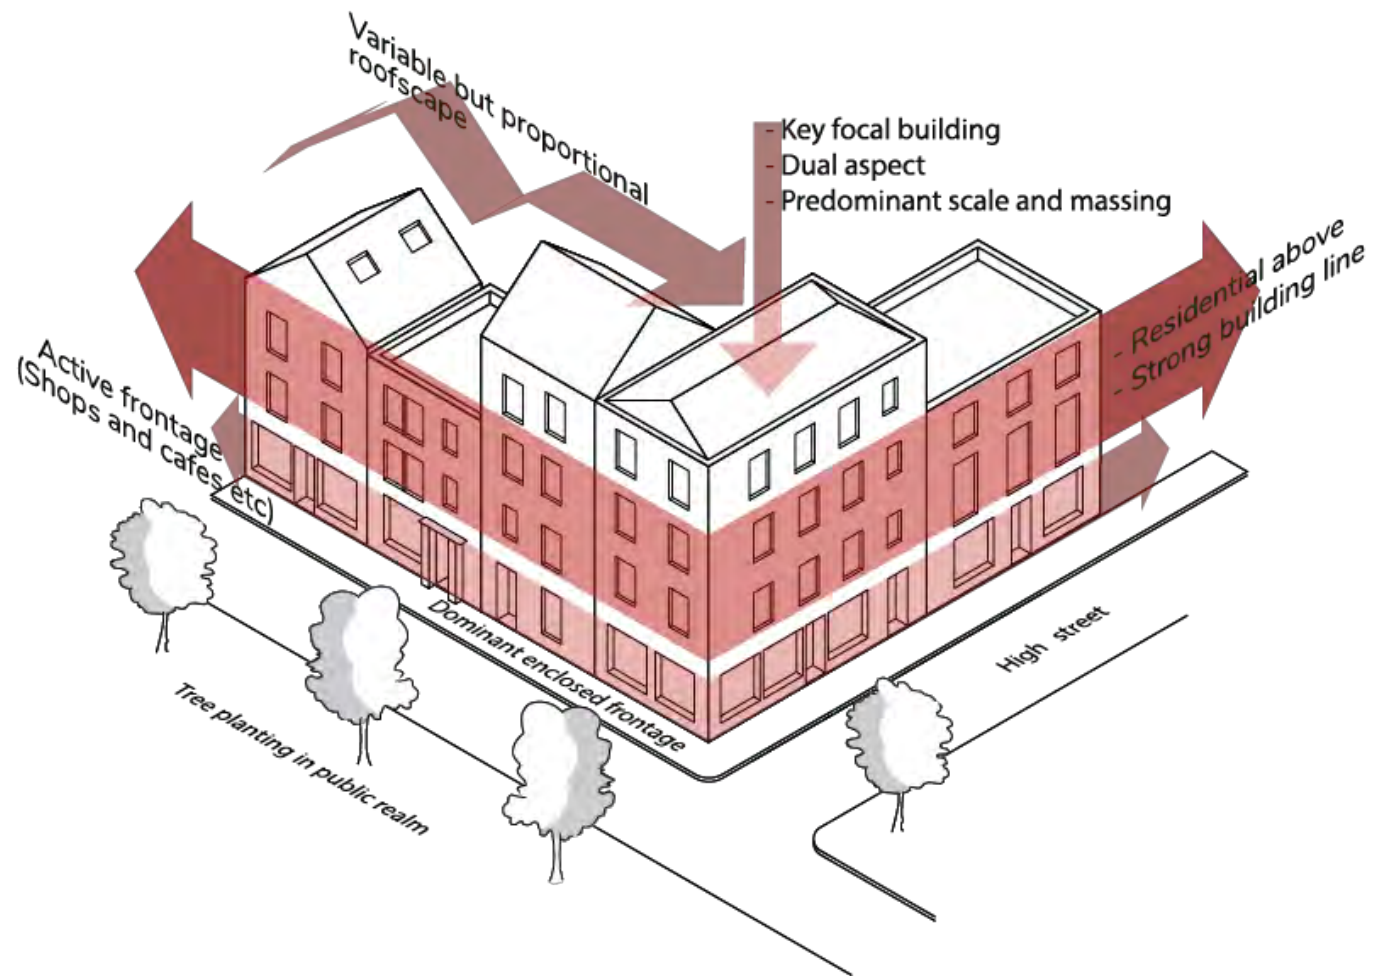 Variable but proportional
roofscape
- Key focal building
- Dual aspect
- Predominant scale and massing
- Residential above
- Strong building line
Active frontage
(Shops and cafes etc)
Dominant enclosed frontage
High street
Tree planting in public realm